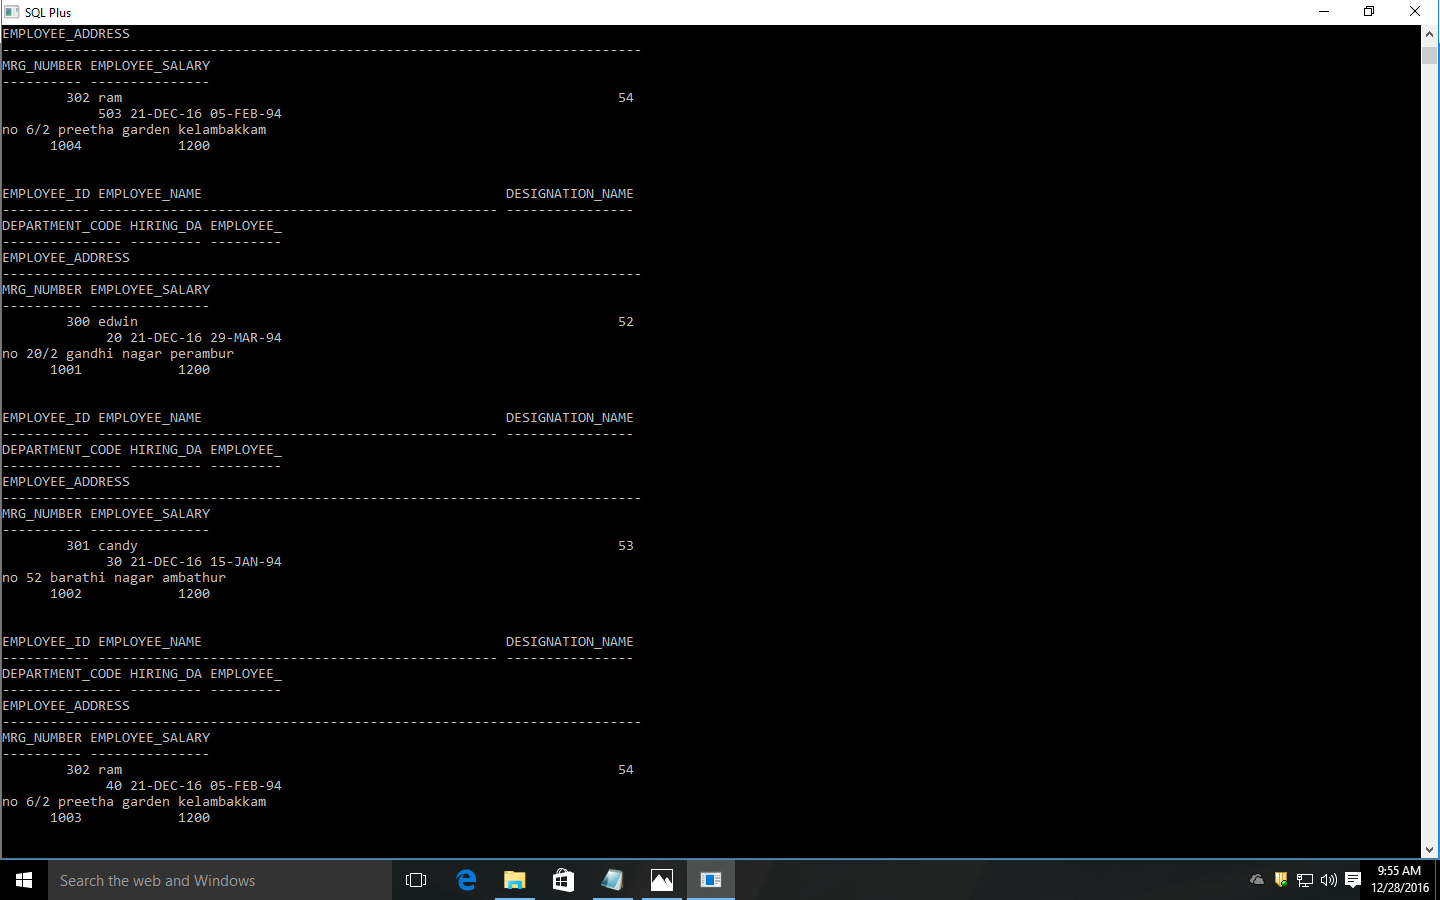 SQL Plus
EMPLOYEE_ADDRESS
--------------------------------------------------------------------------------
MRG_NUMBER EMPLOYEE_SALARY
---------- ---------------
        302 ram                                                              54
            503 21-DEC-16 05-FEB-94
no 6/2 preetha garden kelambakkam
      1004            1200
EMPLOYEE_ID EMPLOYEE_NAME                                      DESIGNATION_NAME
----------- -------------------------------------------------- ----------------
DEPARTMENT_CODE HIRING_DA EMPLOYEE_
--------------- --------- ---------
EMPLOYEE_ADDRESS
--------------------------------------------------------------------------------
MRG_NUMBER EMPLOYEE_SALARY
---------- ---------------
        300 edwin                                                            52
             20 21-DEC-16 29-MAR-94
no 20/2 gandhi nagar perambur
      1001            1200
EMPLOYEE_ID EMPLOYEE_NAME                                      DESIGNATION_NAME
----------- -------------------------------------------------- ----------------
DEPARTMENT_CODE HIRING_DA EMPLOYEE_
--------------- --------- ---------
EMPLOYEE_ADDRESS
--------------------------------------------------------------------------------
MRG_NUMBER EMPLOYEE_SALARY
---------- ---------------
        301 candy                                                            53
             30 21-DEC-16 15-JAN-94
no 52 barathi nagar ambathur
      1002            1200
EMPLOYEE_ID EMPLOYEE_NAME                                      DESIGNATION_NAME
----------- -------------------------------------------------- ----------------
DEPARTMENT_CODE HIRING_DA EMPLOYEE_
--------------- --------- ---------
EMPLOYEE_ADDRESS
--------------------------------------------------------------------------------
MRG_NUMBER EMPLOYEE_SALARY
---------- ---------------
        302 ram                                                              54
             40 21-DEC-16 05-FEB-94
no 6/2 preetha garden kelambakkam
      1003            1200
Search the web and Windows
9:55 AM
12/28/2016